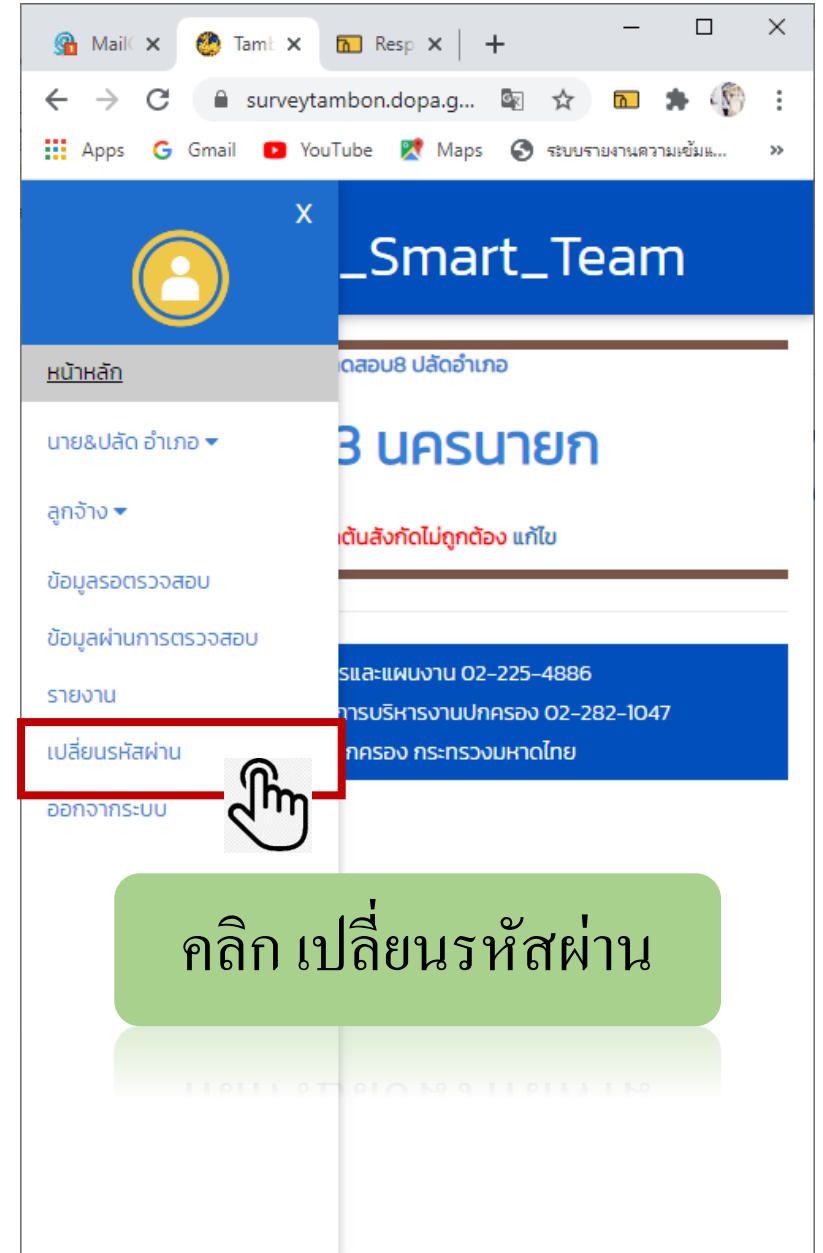 Mail
Tam
Resp
surveytambon.dopa.g...
Apps
Gmail
YouTube
Maps
ระบบรายงานความเข้มแ...
X
_Smart_Team
หน้าหลัก
ดสอบ8 ปลัดอำเภอ
นาย&ปลัด อำเภอ
3 นครนายก
ลูกจ้าง
ต้นสังกัดไม่ถูกต้อง แก้ไข
ข้อมูลรอตรวจสอบ
ข้อมูลผ่านการตรวจสอบ
รและแผนงาน 02-225-4886
รายงาน
การบริหารงานปกครอง 02-282-1047
เปลี่ยนรหัสผ่าน
กครอง กระทรวงมหาดไทย
ออกจากระบบ
คลิก เปลี่ยนรหัสผ่าน